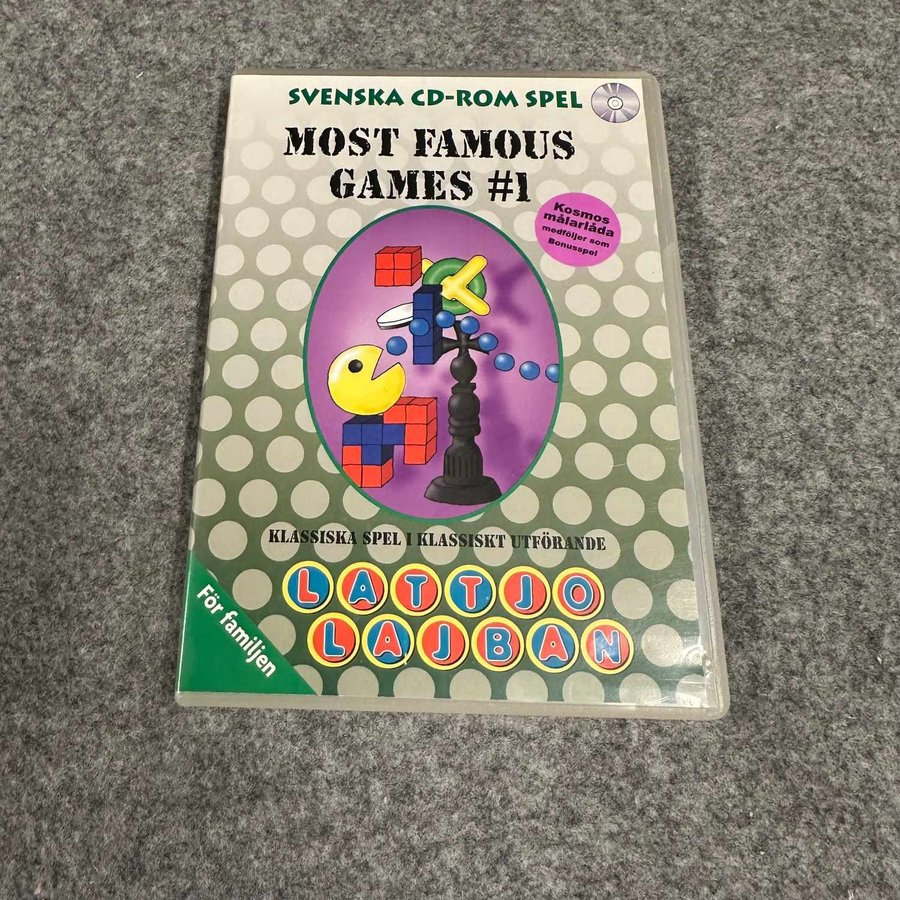 SVENSKA CD-ROM SPEL
MOST FAMOUS
GAMES #1
Kosmos
målarlåda
medföljer som
Bonusspel
KLASSISKA SPEL I KLASSISKT UTFÖRANDE
För familjen
LATTJO
LAJBAN